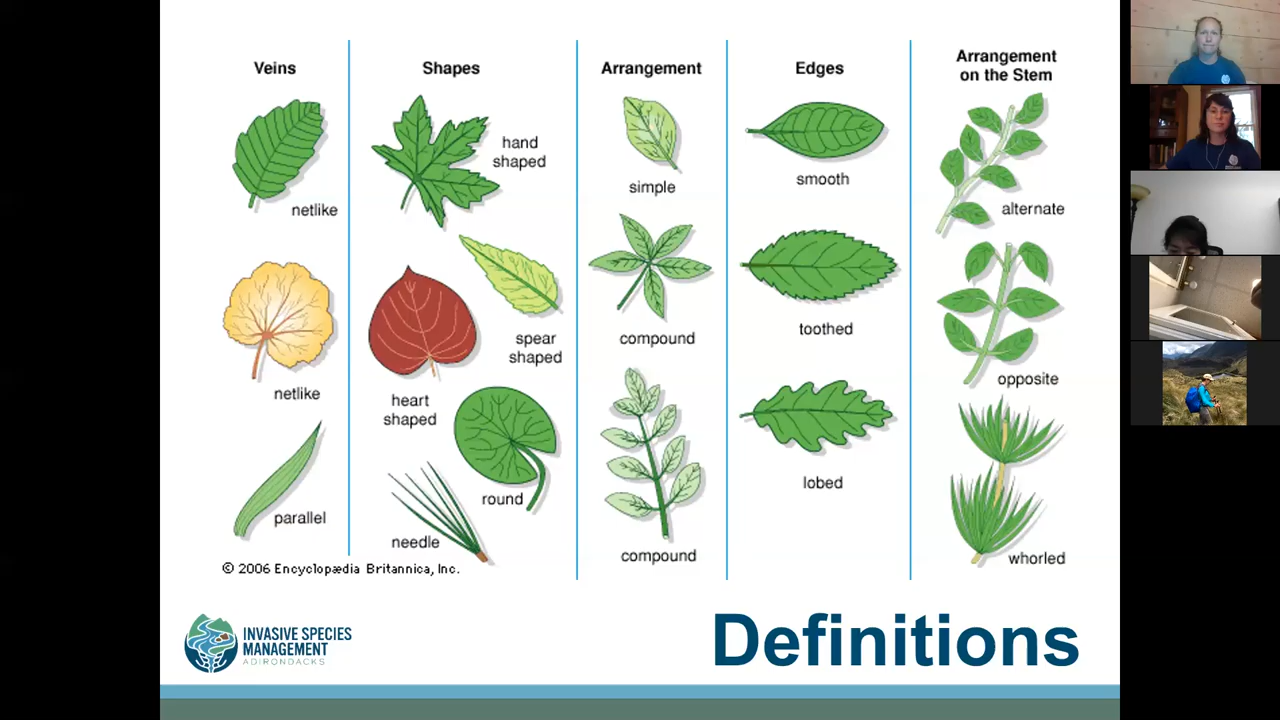 Veins
netlike
netlike
parallel
Shapes
hand
shaped
spear
shaped
heart
shaped
round
needle
Arrangement
simple
compound
compound
Edges
smooth
toothed
lobed
Arrangement
on the Stem
alternate
opposite
whorled
© 2006 Encyclopædia Britannica, Inc.
INVASIVE SPECIES
MANAGEMENT
ADIRONDACKS
Definitions